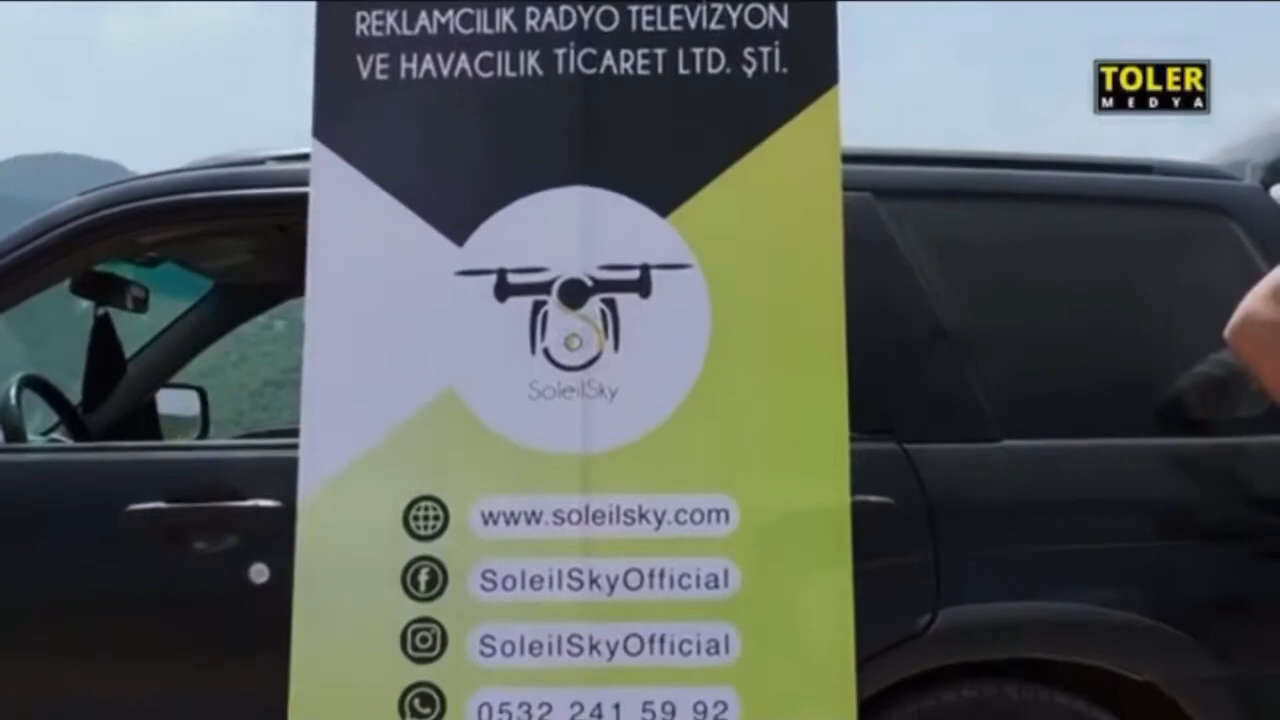 REKLAMCILIK RADYO TELEVİZYON
VE HAVACILIK TİCARET LTD. ŞTİ.
TOLER
MEDYA
SoleilSky
www.soleilsky.com
SoleilSkyOfficial
SoleilSkyOfficial
0532 241 59 92